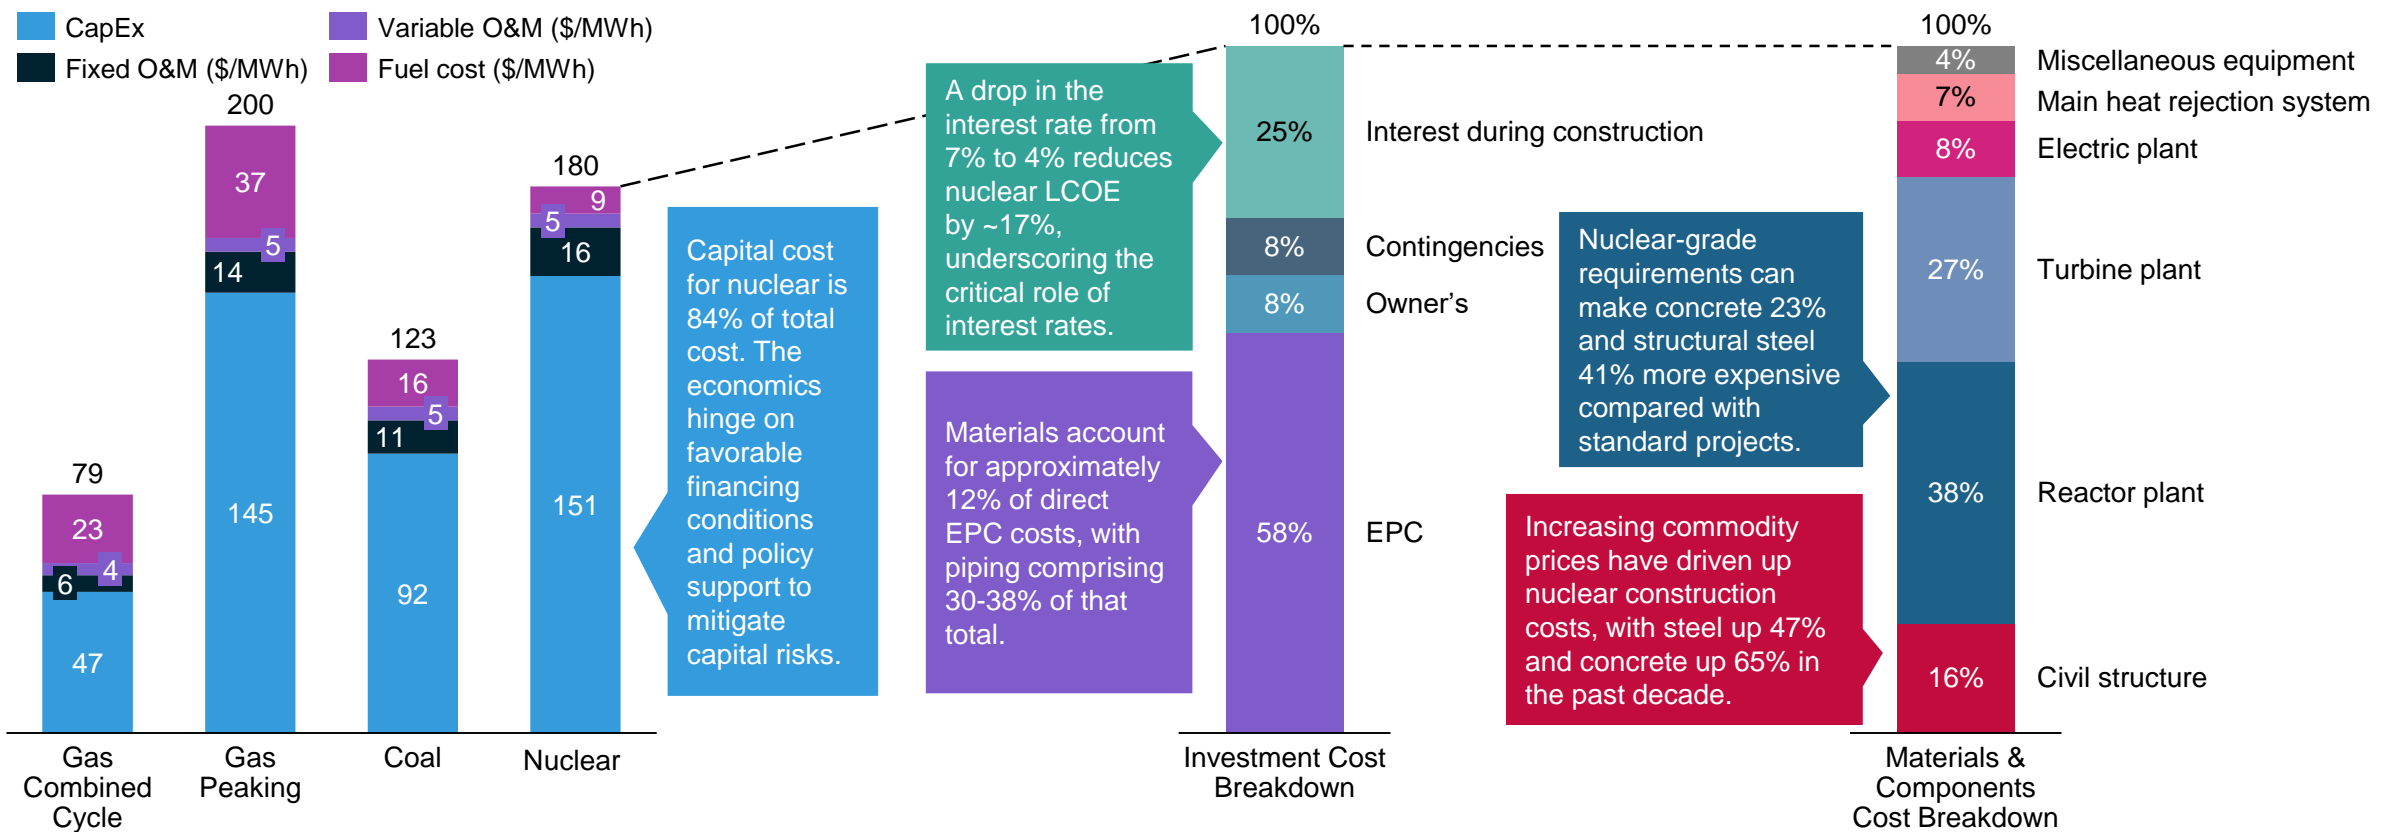 CapEx
Fixed O&M ($/MWh)
Variable O&M ($/MWh)
Fuel cost ($/MWh)
79
23
4
6
47
Gas
Combined
Cycle
200
37
5
14
145
Gas
Peaking
123
16
5
11
92
Coal
180
9
5
16
151
Nuclear
Capital cost
for nuclear is
84% of total
cost. The
economics
hinge on
favorable
financing
conditions
and policy
support to
mitigate
capital risks.
A drop in the
interest rate from
7% to 4% reduces
nuclear LCOE
by ~17%,
underscoring the
critical role of
interest rates.
Materials account
for approximately
12% of direct
EPC costs, with
piping comprising
30-38% of that
total.
100%
25%
Interest during construction
8%
Contingencies
8%
Owner’s
58%
EPC
Investment Cost
Breakdown
Nuclear-grade
requirements can
make concrete 23%
and structural steel
41% more expensive
compared with
standard projects.
Increasing commodity
prices have driven up
nuclear construction
costs, with steel up 47%
and concrete up 65% in
the past decade.
100%
4%
Miscellaneous equipment
7%
Main heat rejection system
8%
Electric plant
27%
Turbine plant
38%
Reactor plant
16%
Civil structure
Materials &
Components
Cost Breakdown